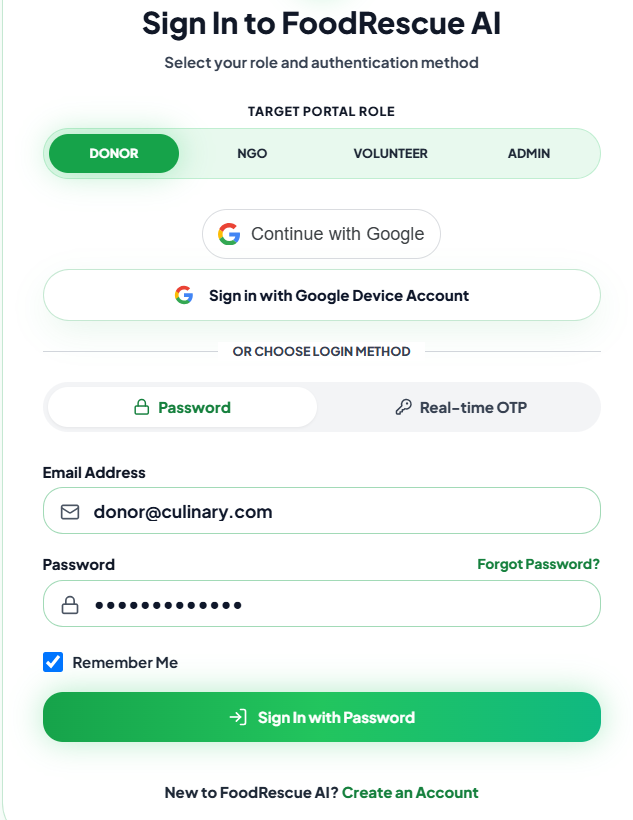 Sign In to FoodRescue AI
Select your role and authentication method
TARGET PORTAL ROLE
DONOR NGO VOLUNTEER ADMIN
Continue with Google
Sign in with Google Device Account
OR CHOOSE LOGIN METHOD
Password Real-time OTP
Email Address
donor@culinary.com
Password Forgot Password?
•••••••••••••
Remember Me
Sign In with Password
New to FoodRescue AI? Create an Account